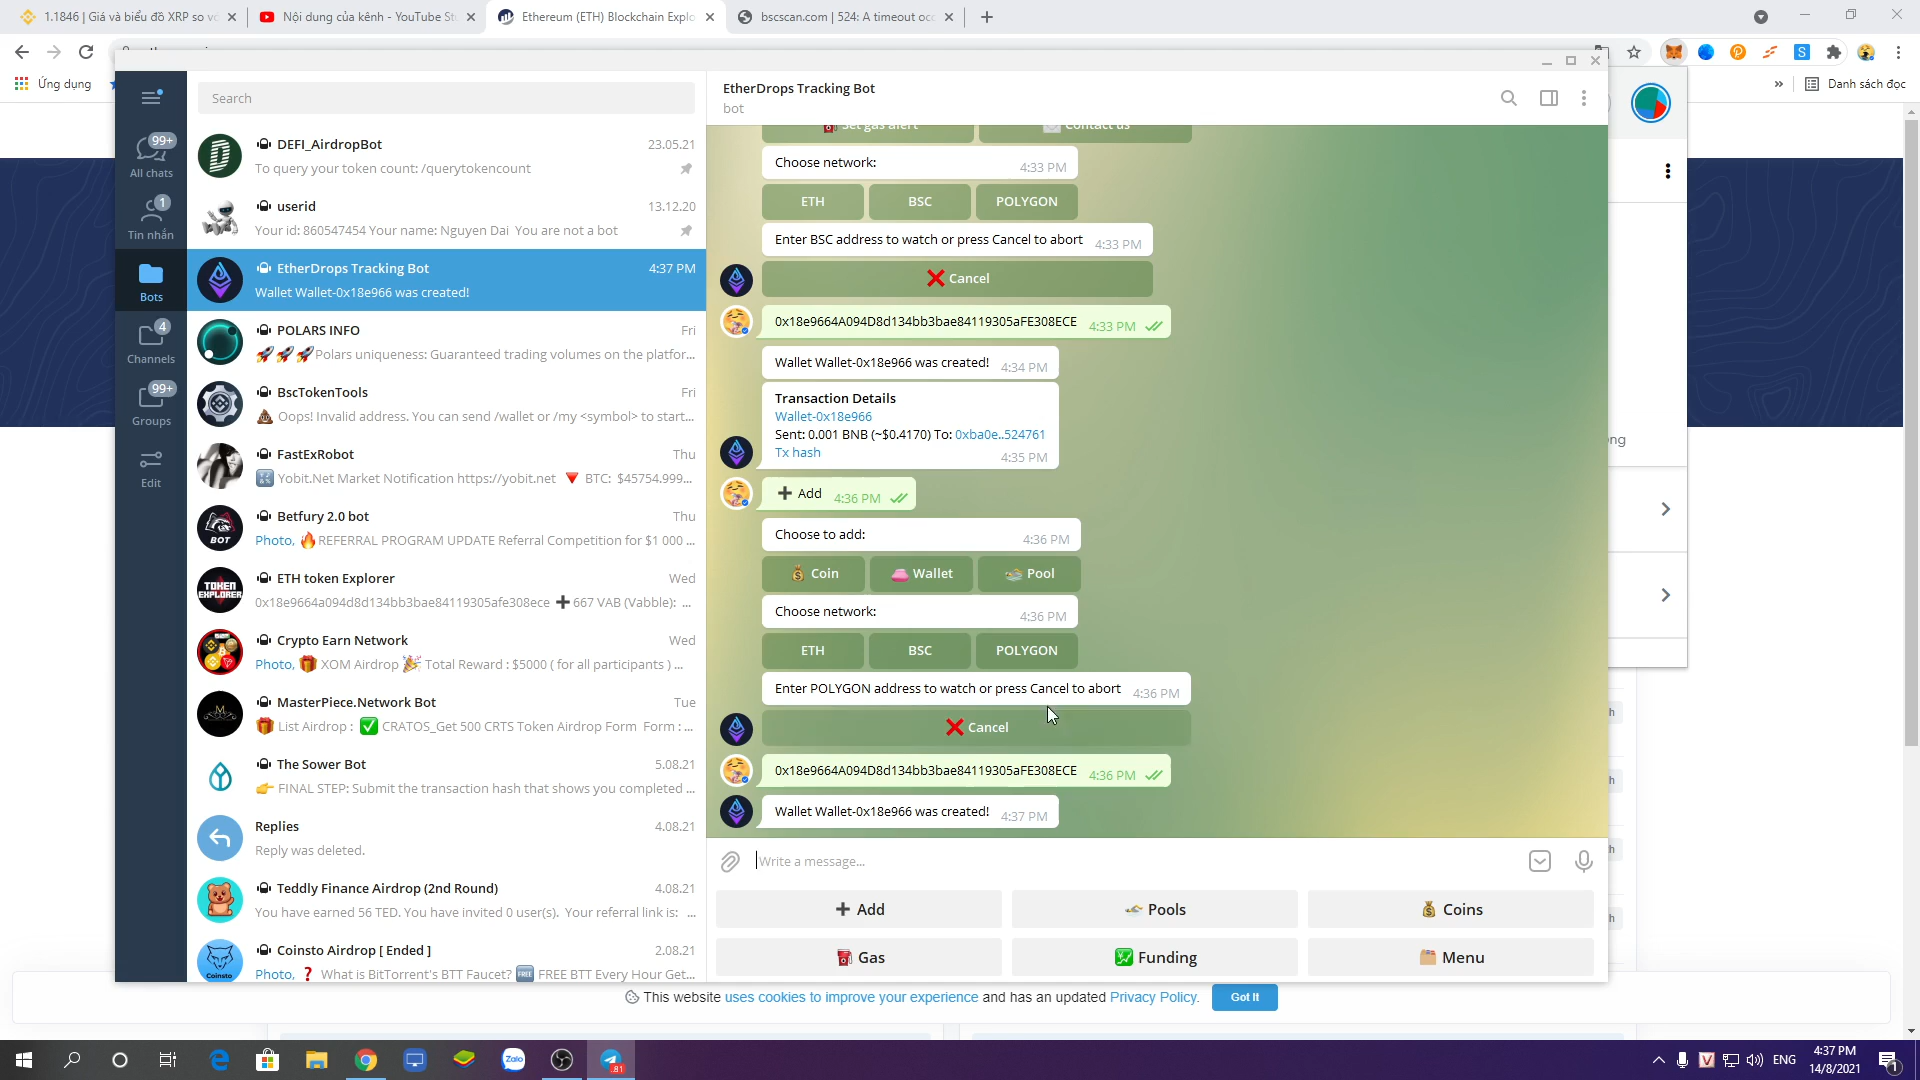 1.1846 | Giá và biểu đồ XRP so vc
Nội dung của kênh - YouTube St
Ethereum (ETH) Blockchain Explo
bscscan.com | 524: A timeout occ
Ứng dụng
Danh sách đọc
Search
EtherDrops Tracking Bot
bot
99+
All chats
1
Tin nhắn
Bots
4
Channels
99+
Groups
Edit
DEFI_AirdropBot
23.05.21
To query your token count: /querytokencount
userid
13.12.20
Your id: 860547454 Your name: Nguyen Dai You are not a bot
EtherDrops Tracking Bot
4:37 PM
Wallet Wallet-0x18e966 was created!
POLARS INFO
Fri
🚀🚀🚀Polars uniqueness: Guaranteed trading volumes on the platfor...
BscTokenTools
Fri
💩 Oops! Invalid address. You can send /wallet or /my <symbol> to start...
FastExRobot
Thu
🔣 Yobit.Net Market Notification https://yobit.net 🔻 BTC: $45754.999...
Betfury 2.0 bot
Thu
Photo, 🔥REFERRAL PROGRAM UPDATE Referral Competition for $1 000 ...
ETH token Explorer
Wed
0x18e9664a094d8d134bb3bae84119305afe308ece ➕667 VAB (Vabble): ...
Crypto Earn Network
Wed
Photo, 🎁 XOM Airdrop 🎉 Total Reward : $5000 ( for all participants ) ...
MasterPiece.Network Bot
Tue
🎁 List Airdrop : ✅ CRATOS_Get 500 CRTS Token Airdrop Form Form : ...
The Sower Bot
5.08.21
👉 FINAL STEP: Submit the transaction hash that shows you completed ...
Replies
4.08.21
Reply was deleted.
Teddly Finance Airdrop (2nd Round)
4.08.21
You have earned 56 TED. You have invited 0 user(s). Your referral link is: ...
Coinsto Airdrop [ Ended ]
2.08.21
Photo, ❓ What is BitTorrent's BTT Faucet? 🆓 FREE BTT Every Hour Get...
BOT
TOKEN
EXPLORER
Coinsto
Set gas alert
Contact us
Choose network:
4:33 PM
ETH
BSC
POLYGON
Enter BSC address to watch or press Cancel to abort 4:33 PM
❌ Cancel
0x18e9664A094D8d134bb3bae84119305aFE308ECE 4:33 PM
Wallet Wallet-0x18e966 was created! 4:34 PM
Transaction Details
Wallet-0x18e966
Sent: 0.001 BNB (~$0.4170) To: 0xba0e..524761
Tx hash
4:35 PM
➕ Add 4:36 PM
Choose to add:
4:36 PM
💰 Coin
👛 Wallet
🏊 Pool
Choose network:
4:36 PM
ETH
BSC
POLYGON
Enter POLYGON address to watch or press Cancel to abort 4:36 PM
❌ Cancel
0x18e9664A094D8d134bb3bae84119305aFE308ECE 4:36 PM
Wallet Wallet-0x18e966 was created! 4:37 PM
Write a message...
➕ Add
🏊 Pools
💰 Coins
⛽ Gas
💹 Funding
🗂 Menu
ng
h
h
h
h
This website uses cookies to improve your experience and has an updated Privacy Policy.
Got It
Zalo
81
ENG
4:37 PM
14/8/2021
1